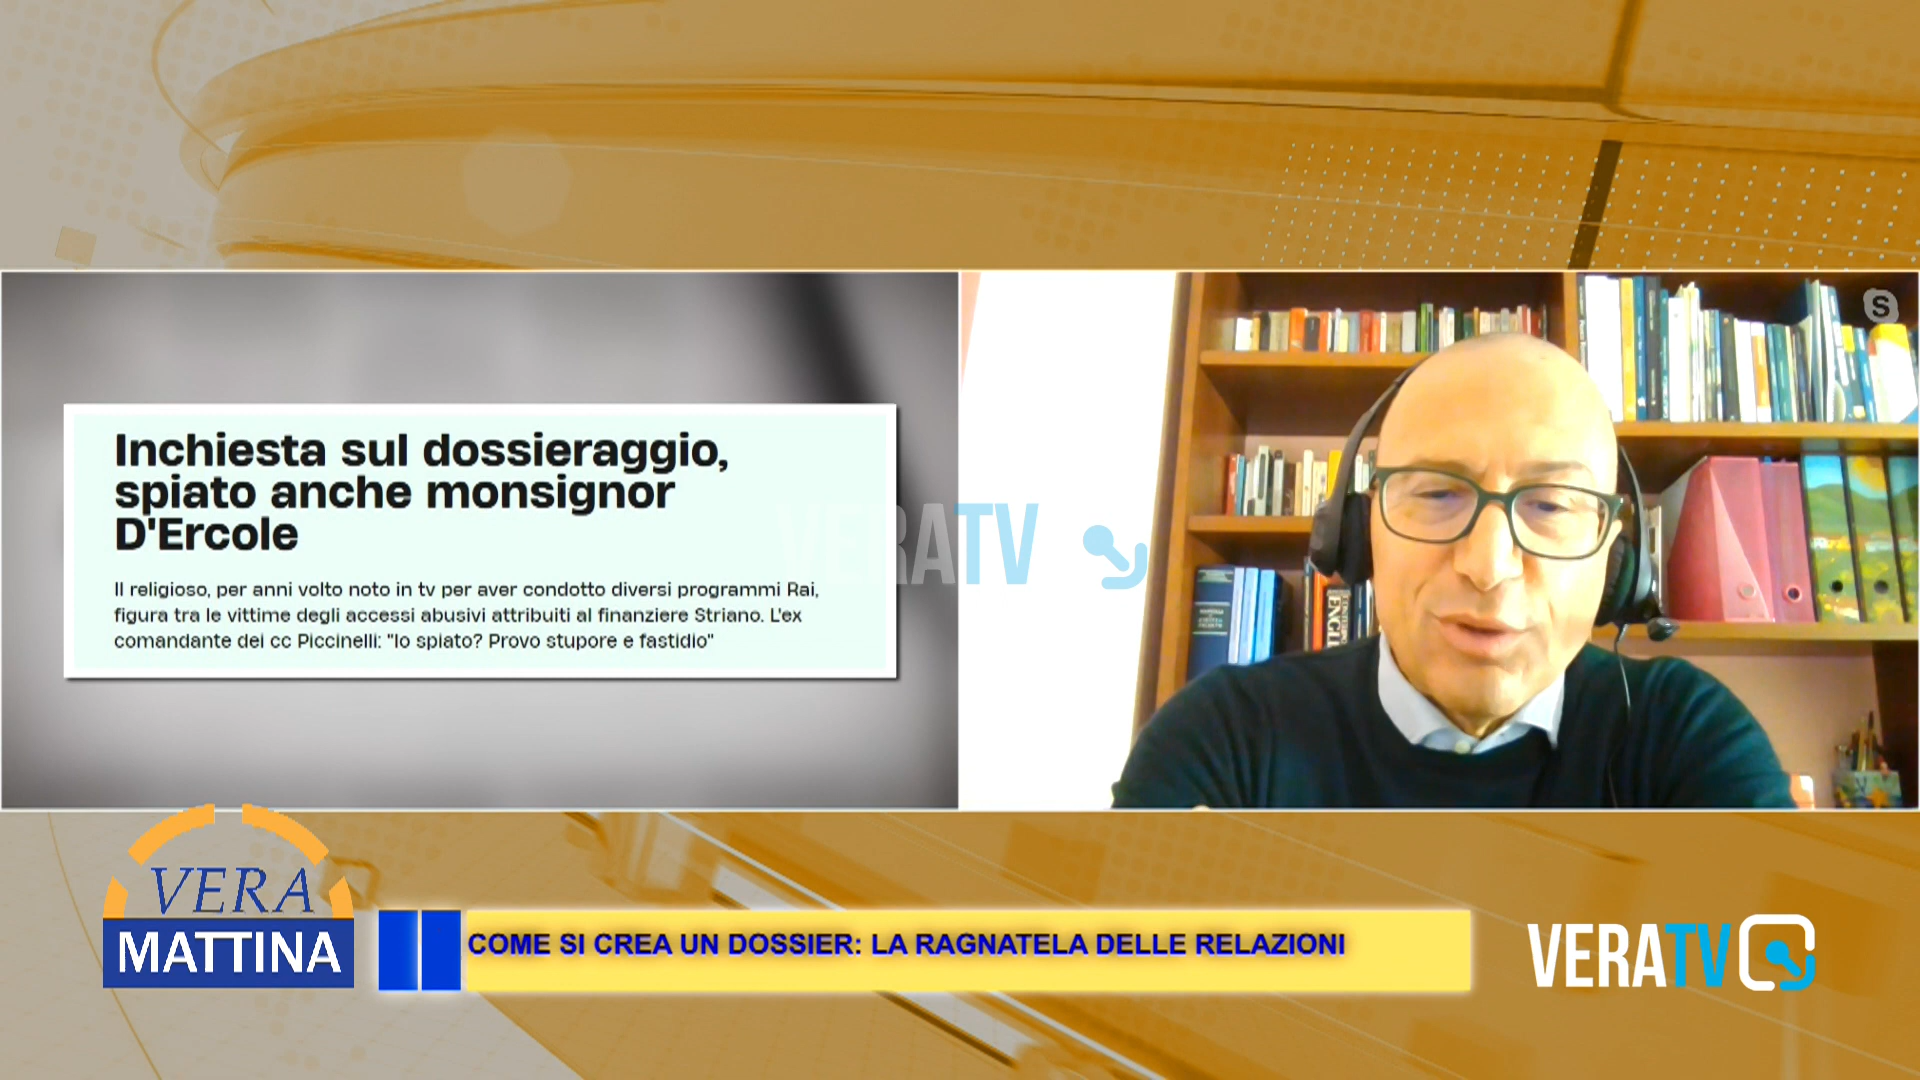 Inchiesta sul dossieraggio,
spiato anche monsignor
D'Ercole
Il religioso, per anni volto noto in tv per aver condotto diversi programmi Rai,
figura tra le vittime degli accessi abusivi attribuiti al finanziere Striano. L'ex
comandante dei cc Piccinelli: "Io spiato? Provo stupore e fastidio"
S
VERATV
VERA
MATTINA
COME SI CREA UN DOSSIER: LA RAGNATELA DELLE RELAZIONI
VERATV